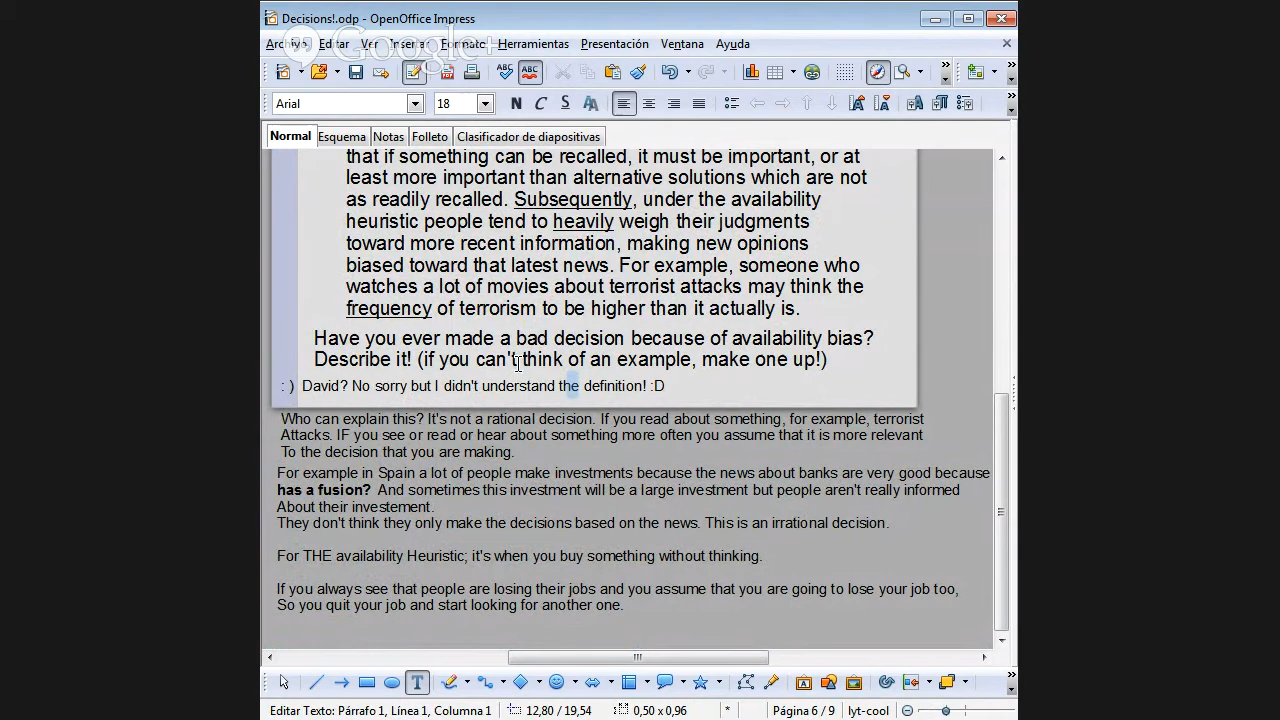 Decisions!.odp - OpenOffice Impress
Archivo Editar Ver Insertar Formato Herramientas Presentación Ventana Ayuda
Google+
Arial 18 N C S
Normal Esquema Notas Folleto Clasificador de diapositivas
that if something can be recalled, it must be important, or at
least more important than alternative solutions which are not
as readily recalled. Subsequently, under the availability
heuristic people tend to heavily weigh their judgments
toward more recent information, making new opinions
biased toward that latest news. For example, someone who
watches a lot of movies about terrorist attacks may think the
frequency of terrorism to be higher than it actually is.
Have you ever made a bad decision because of availability bias?
Describe it! (if you can't think of an example, make one up!)
: ) David? No sorry but I didn't understand the definition! :D
Who can explain this? It's not a rational decision. If you read about something, for example, terrorist
Attacks. IF you see or read or hear about something more often you assume that it is more relevant
To the decision that you are making.
For example in Spain a lot of people make investments because the news about banks are very good because
has a fusion? And sometimes this investment will be a large investment but people aren't really informed
About their investement.
They don't think they only make the decisions based on the news. This is an irrational decision.
For THE availability Heuristic; it's when you buy something without thinking.
If you always see that people are losing their jobs and you assume that you are going to lose your job too,
So you quit your job and start looking for another one.
Editar Texto: Párrafo 1, Línea 1, Columna 1 12,80 / 19,54 0,50 x 0,96 * Página 6 / 9 lyt-cool